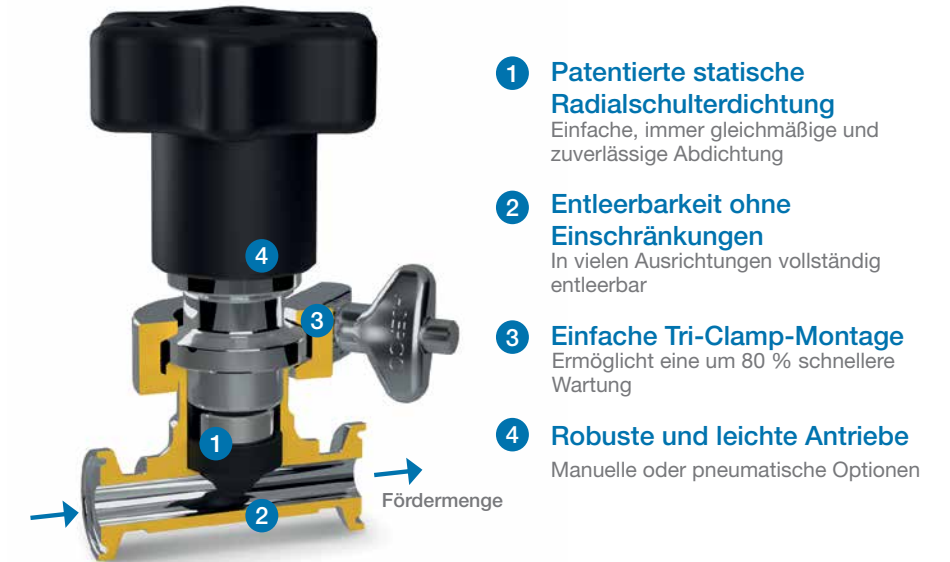 1 Patentierte statische
Radialschulterdichtung
Einfache, immer gleichmäßige und
zuverlässige Abdichtung
2 Entleerbarkeit ohne
Einschränkungen
In vielen Ausrichtungen vollständig
entleerbar
3 Einfache Tri-Clamp-Montage
Ermöglicht eine um 80 % schnellere
Wartung
4 Robuste und leichte Antriebe
Manuelle oder pneumatische Optionen
4
3
1
2
Fördermenge